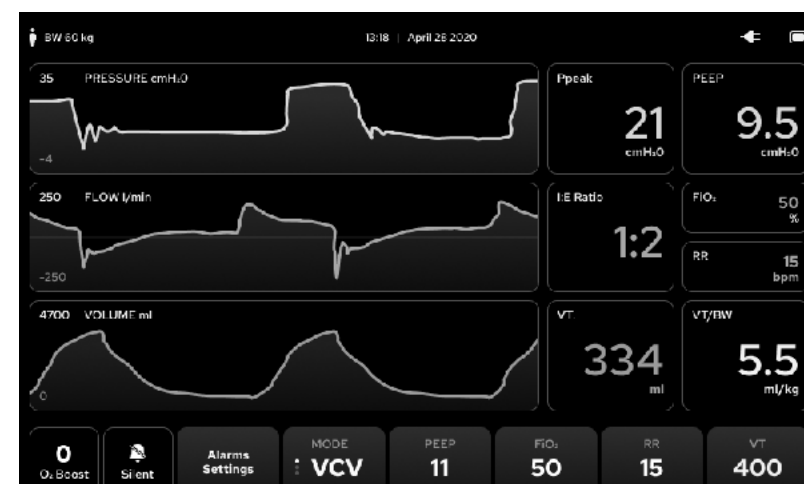 BW 60 kg
13:18 | April 28 2020
35 PRESSURE cmH₂O
-4
Ppeak
21
cmH₂O
PEEP
9.5
cmH₂O
250 FLOW l/min
-250
I:E Ratio
1:2
FiO₂
50
%
RR
15
bpm
4700 VOLUME ml
0
VT.
334
ml
VT/BW
5.5
ml/kg
0
O₂ Boost
Silent
Alarms
Settings
MODE
VCV
PEEP
11
FiO₂
50
RR
15
VT
400